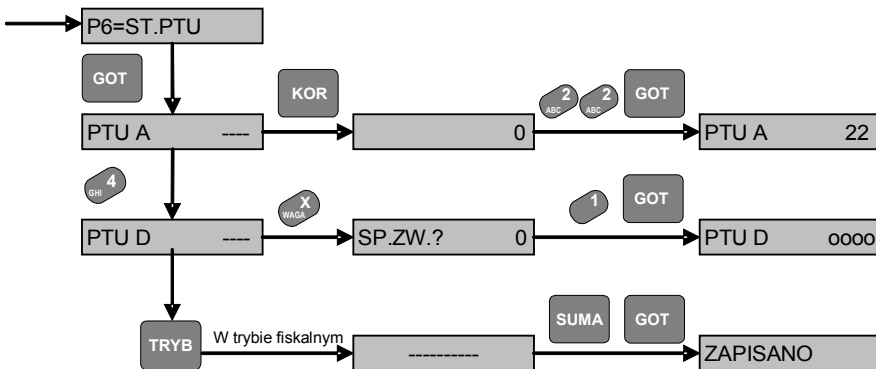 P6=ST.PTU
GOT
KOR
ABC 2 ABC 2 GOT
PTU A ----
0
PTU A 22
GHI 4
WAGA X
1 GOT
PTU D ----
SP.ZW.? 0
PTU D oooo
SUMA GOT
TRYB W trybie fiskalnym
----------
ZAPISANO